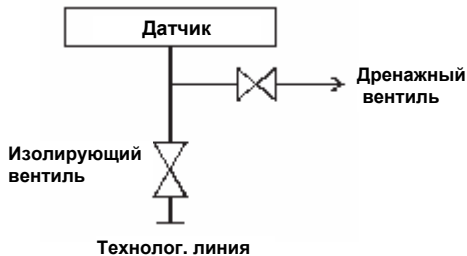 Датчик
Дренажный
вентиль
Изолирующий
вентиль
Технолог. линия